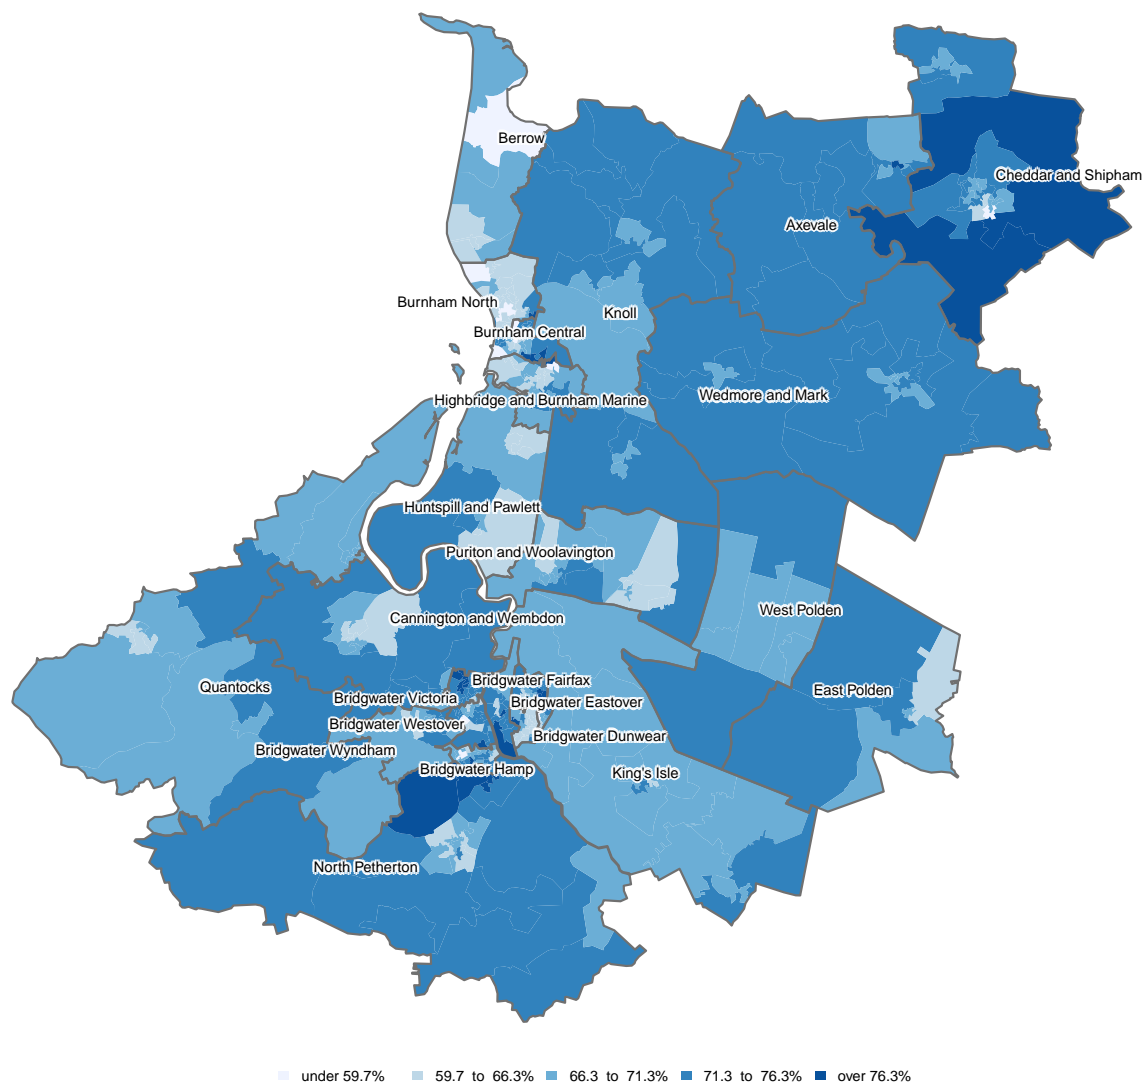 Berrow
Cheddar and Shipham
Axevale
Burnham North
Knoll
Burnham Central
Wedmore and Mark
Highbridge and Burnham Marine
Huntspill and Pawlett
Puriton and Woolavington
West Polden
Cannington and Wembdon
Bridgwater Fairfax
Quantocks
East Polden
Bridgwater Victoria
Bridgwater Eastover
Bridgwater Westover
Bridgwater Dunwear
Bridgwater Wyndham
Bridgwater Hamp
King's Isle
North Petherton
under 59.7% 59.7 to 66.3% 66.3 to 71.3% 71.3 to 76.3% over 76.3%